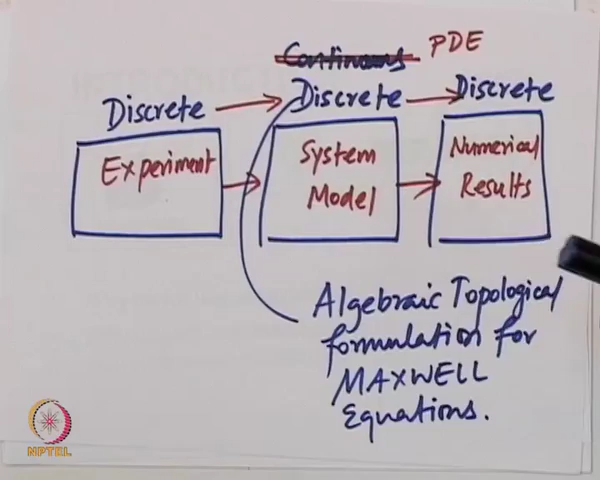 Continuous PDE
Discrete Discrete Discrete
Experiment
System
Model
Numerical
Results
Algebraic Topological
formulation for
MAXWELL
Equations.
NPTEL